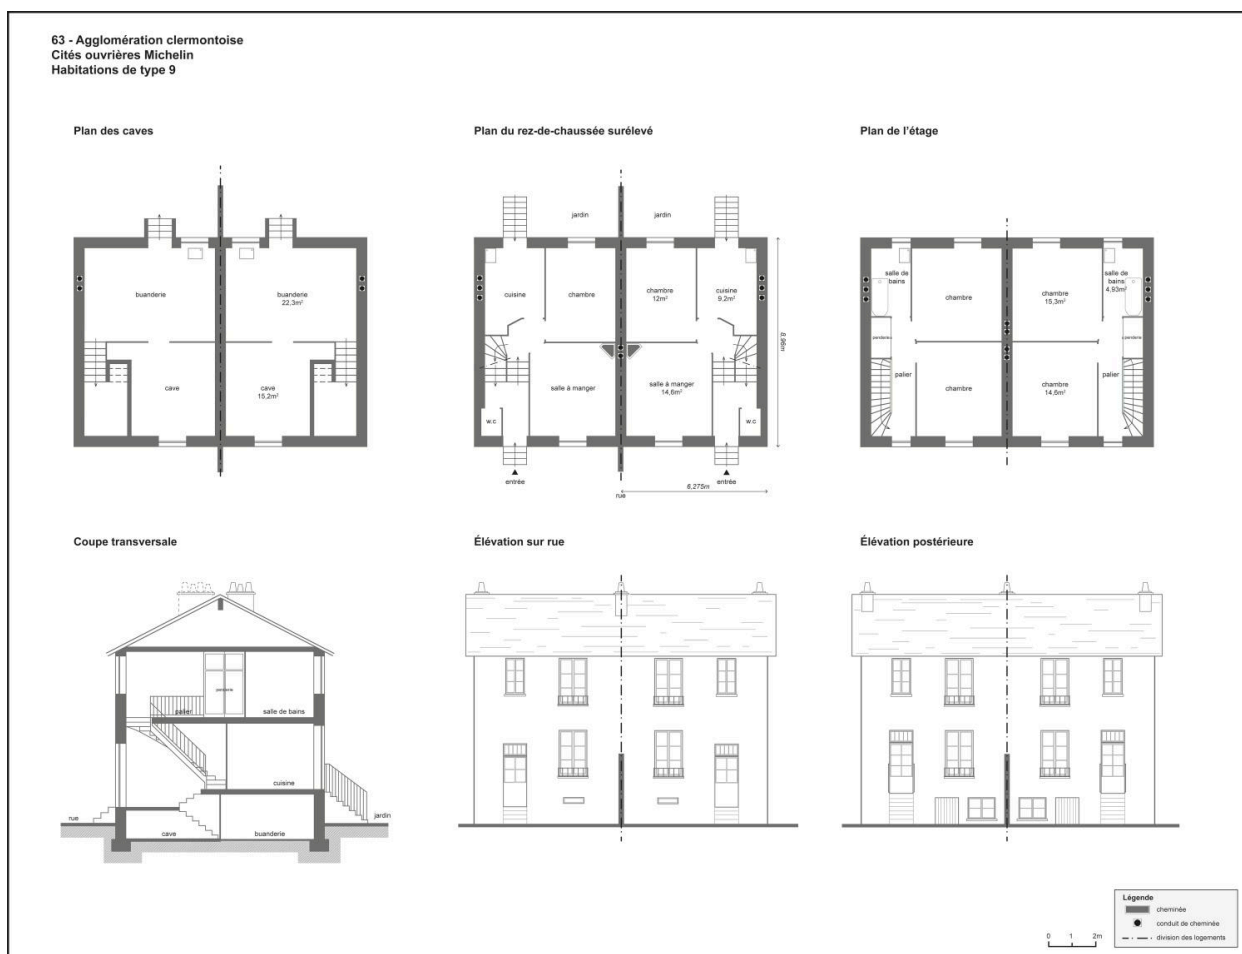 63 - Agglomération clermontoise
Cités ouvrières Michelin
Habitations de type 9
Plan des caves
Plan du rez-de-chaussée surélevé
Plan de l'étage
buanderie
buanderie
22,3m²
cave
cave
15,2m²
jardin
jardin
cuisine
chambre
chambre
12m²
cuisine
9,2m²
salle à manger
salle à manger
14,6m²
w.c
w.c
8,96m
entrée
entrée
6,275m
rue
salle de
bains
chambre
chambre
15,3m²
salle de
bains
4,93m²
penderie
penderie
palier
chambre
chambre
14,6m²
palier
Coupe transversale
Élévation sur rue
Élévation postérieure
penderie
palier
salle de bains
cuisine
rue
jardin
cave
buanderie
Légende
cheminée
conduit de cheminée
division des logements
0 1 2m